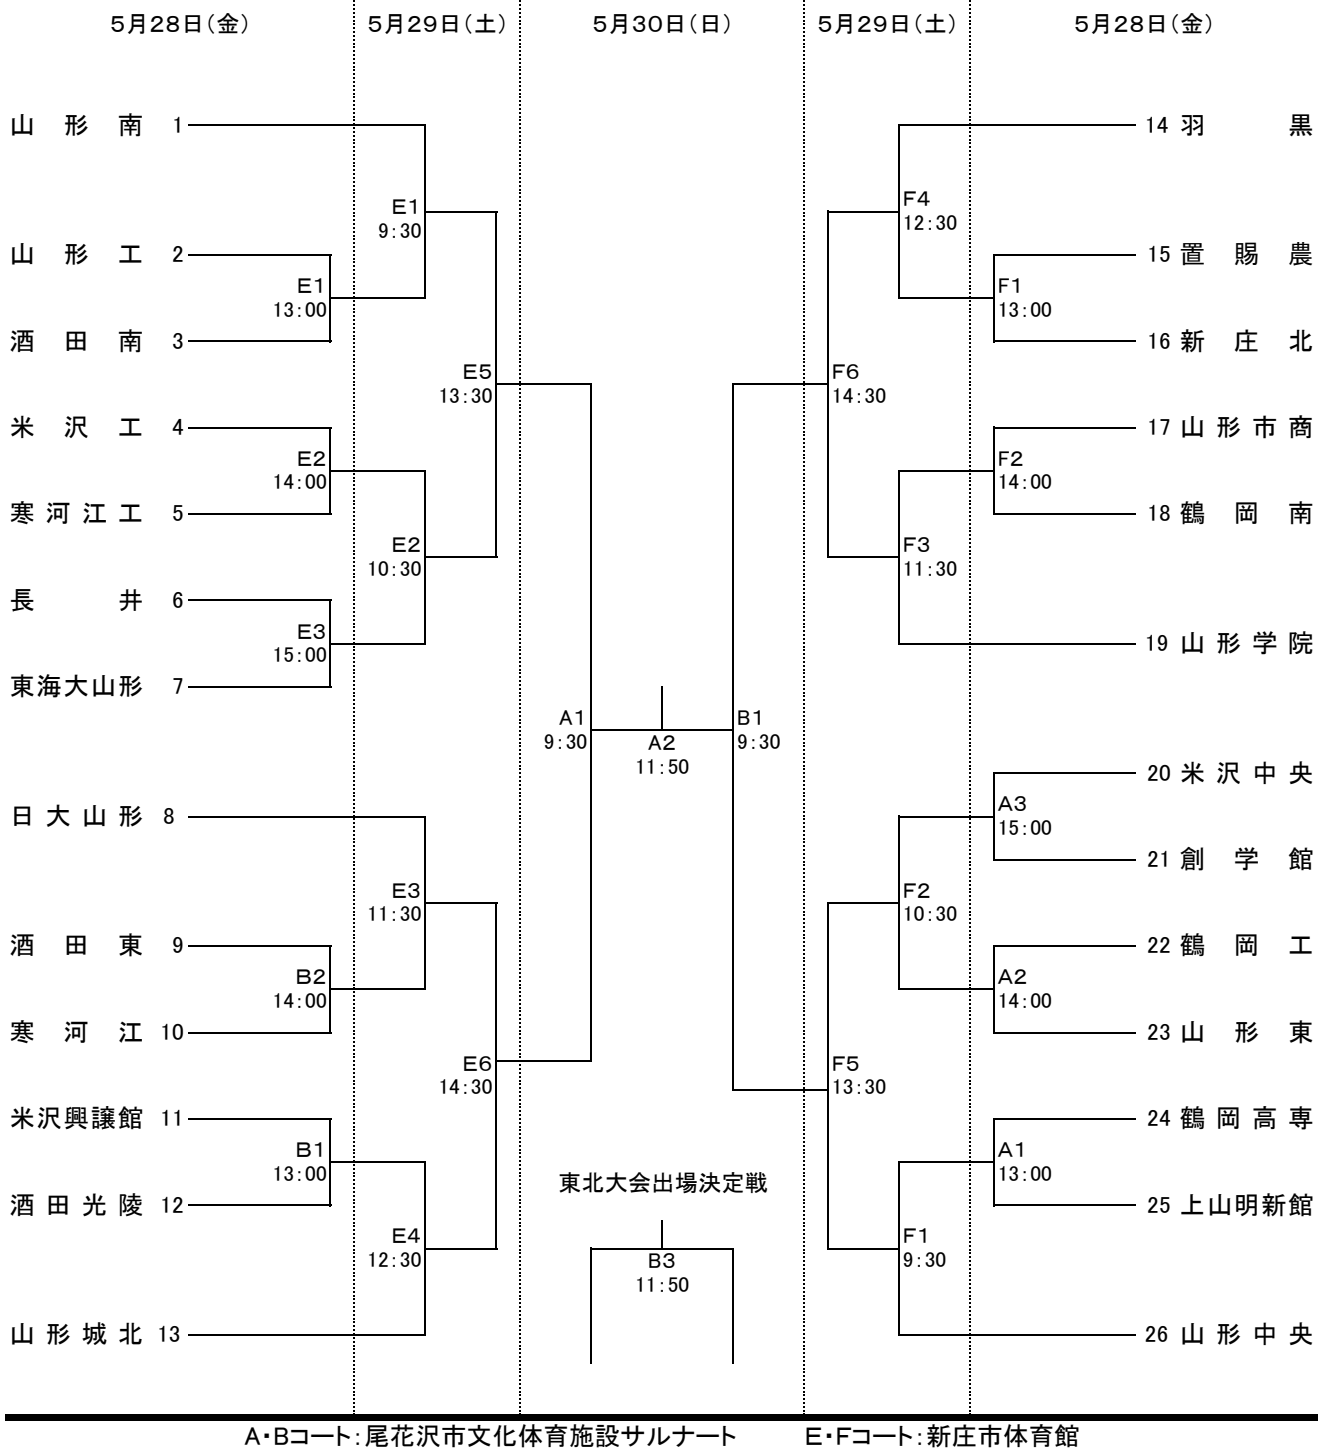 5月28日（金） 5月29日（土） 5月30日（日） 5月29日（土） 5月28日（金）
山形南 1
山形工 2
酒田南 3
米沢工 4
寒河江工 5
長井 6
東海大山形 7
日大山形 8
酒田東 9
寒河江 10
米沢興譲館 11
酒田光陵 12
山形城北 13
E1
13:00
E2
14:00
E3
15:00
B2
14:00
B1
13:00
E1
9:30
E2
10:30
E3
11:30
E4
12:30
E5
13:30
E6
14:30
A1
9:30
A2
11:50
B1
9:30
東北大会出場決定戦
B3
11:50
F6
14:30
F5
13:30
F4
12:30
F3
11:30
F2
10:30
F1
9:30
F1
13:00
F2
14:00
A3
15:00
A2
14:00
A1
13:00
14 羽黒
15 置賜農
16 新庄北
17 山形市商
18 鶴岡南
19 山形学院
20 米沢中央
21 創学館
22 鶴岡工
23 山形東
24 鶴岡高専
25 上山明新館
26 山形中央
A・Bコート：尾花沢市文化体育施設サルナート E・Fコート：新庄市体育館